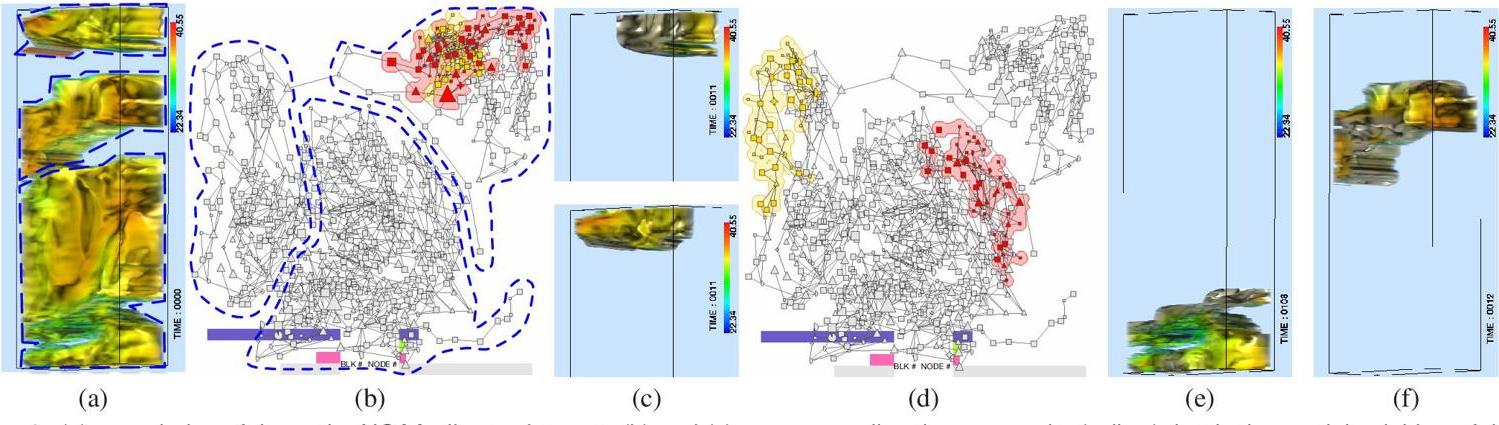 40.55
22.34
TIME : 0000
BLK # NODE #
40.55
22.34
TIME : 0011
40.55
22.34
TIME : 0011
BLK # NODE #
40.55
22.34
TIME : 0108
40.55
22.34
TIME : 0012
(a) (b) (c) (d) (e) (f)